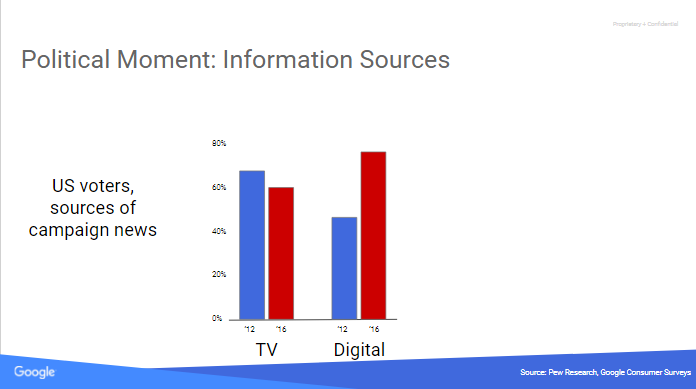 Proprietary + Confidential
Political Moment: Information Sources
US voters,
sources of
campaign news
80%
60%
40%
20%
0%
'12 '16 '12 '16
TV Digital
Google
Source: Pew Research, Google Consumer Surveys